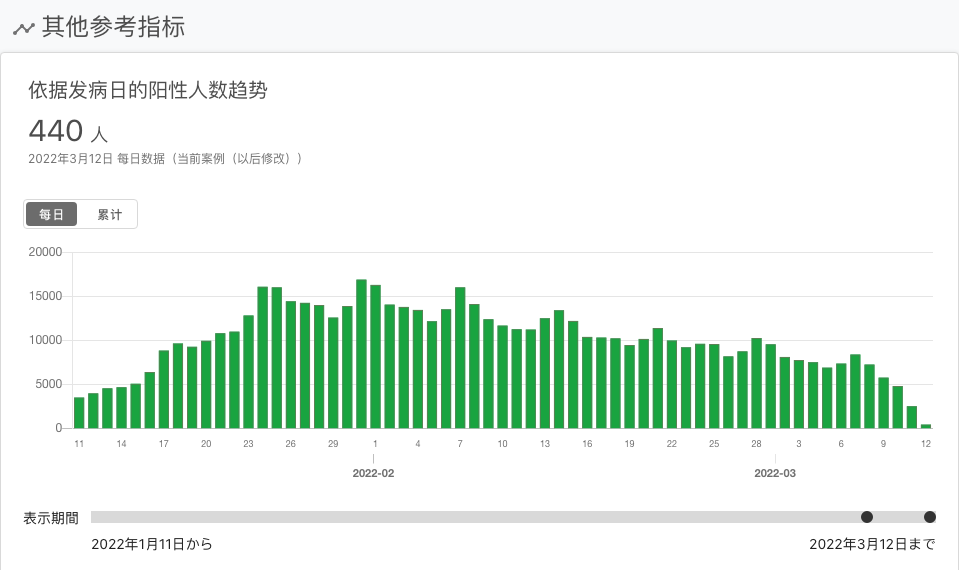 其他参考指标
依据发病日的阳性人数趋势
440 人
2022年3月12日 每日数据（当前案例（以后修改））
每日 累计
20000
15000
10000
5000
0
11 14 17 20 23 26 29 1 4 7 10 13 16 19 22 25 28 3 6 9 12
2022-02 2022-03
表示期間
2022年1月11日から 2022年3月12日まで